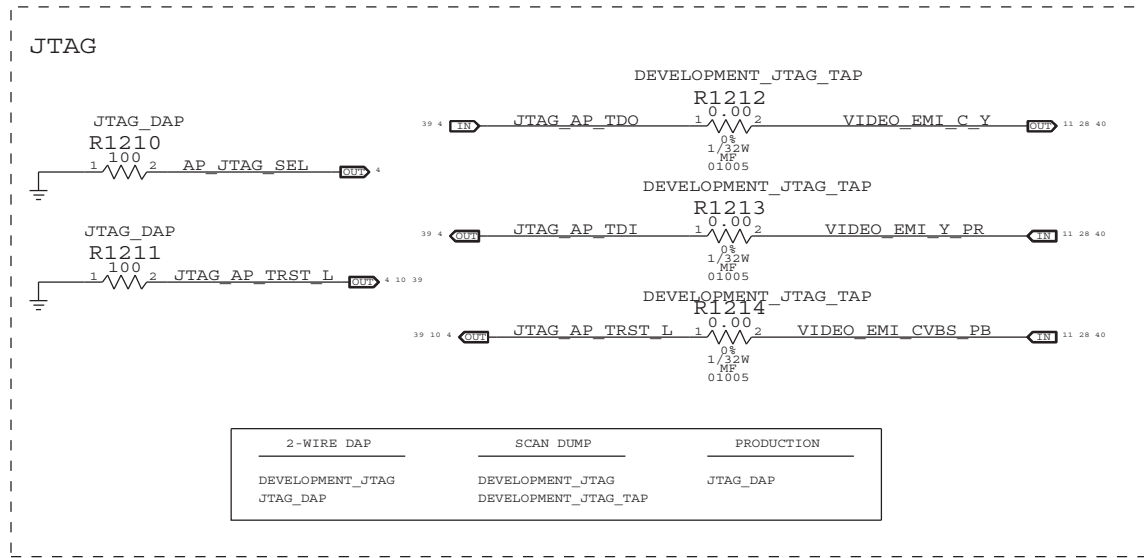 JTAG
JTAG_DAP
R1210
100
1 2 AP_JTAG_SEL OUT 4
JTAG_DAP
R1211
100
1 2 JTAG_AP_TRST_L OUT 4 10 39
DEVELOPMENT_JTAG_TAP
R1212
0.00
39 4 IN JTAG_AP_TDO 1 2 VIDEO_EMI_C_Y OUT 11 28 40
0%
1/32W
MF
01005
DEVELOPMENT_JTAG_TAP
R1213
0.00
39 4 OUT JTAG_AP_TDI 1 2 VIDEO_EMI_Y_PR IN 11 28 40
0%
1/32W
MF
01005
DEVELOPMENT_JTAG_TAP
R1214
0.00
39 10 4 OUT JTAG_AP_TRST_L 1 2 VIDEO_EMI_CVBS_PB IN 11 28 40
0%
1/32W
MF
01005
2-WIRE DAP SCAN DUMP PRODUCTION
DEVELOPMENT_JTAG DEVELOPMENT_JTAG JTAG_DAP
JTAG_DAP DEVELOPMENT_JTAG_TAP